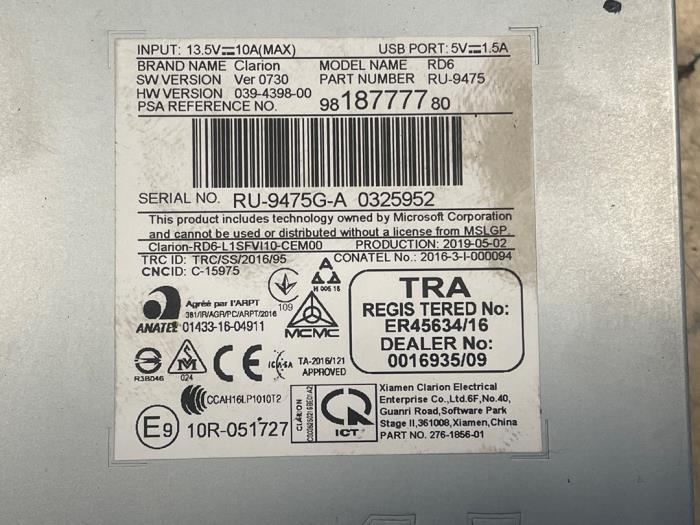 INPUT: 13.5V⎓10A(MAX) USB PORT: 5V⎓1.5A
BRAND NAME Clarion MODEL NAME RD6
SW VERSION Ver 0730 PART NUMBER RU-9475
HW VERSION 039-4398-00
PSA REFERENCE NO. 98 187777 80
SERIAL NO. RU-9475G-A 0325952
This product includes technology owned by Microsoft Corporation
and cannot be used or distributed without a license from MSLGP.
Clarion-RD6-L1SFVI10-CEM00 PRODUCTION: 2019-05-02
TRC ID: TRC/SS/2016/95 CONATEL No.: 2016-3-I-000094
CNCID: C-15975
109
MCMC
Agréé par l'ARPT
381/IR/AGR/PC/ARPT/2016
ANATEL 01433-16-04911
TRA
REGIS TERED No:
ER45634/16
DEALER No:
0016935/09
R3B046
024
CE
ICASA TA-2016/121
APPROVED
CCAH16LP1010T2
E9 10R-051727
CLARION
ICT
Xiamen Clarion Electrical
Enterprise Co.,Ltd.6F,No.40,
Guanri Road,Software Park
Stage II,361008,Xiamen,China
PART NO. 276-1856-01